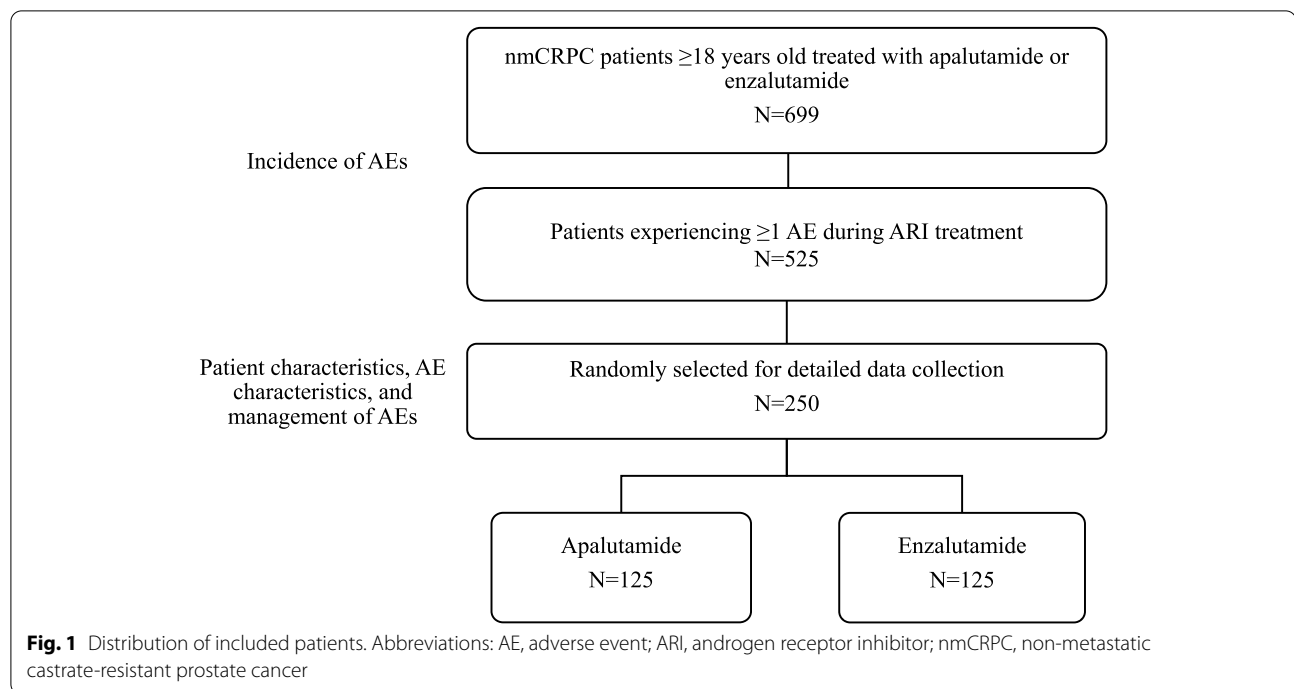 nmCRPC patients ≥18 years old treated with apalutamide or
enzalutamide
N=699
Incidence of AEs
Patients experiencing ≥1 AE during ARI treatment
N=525
Patient characteristics, AE
characteristics, and
management of AEs
Randomly selected for detailed data collection
N=250
Apalutamide
N=125
Enzalutamide
N=125
Fig. 1 Distribution of included patients. Abbreviations: AE, adverse event; ARI, androgen receptor inhibitor; nmCRPC, non-metastatic
castrate-resistant prostate cancer